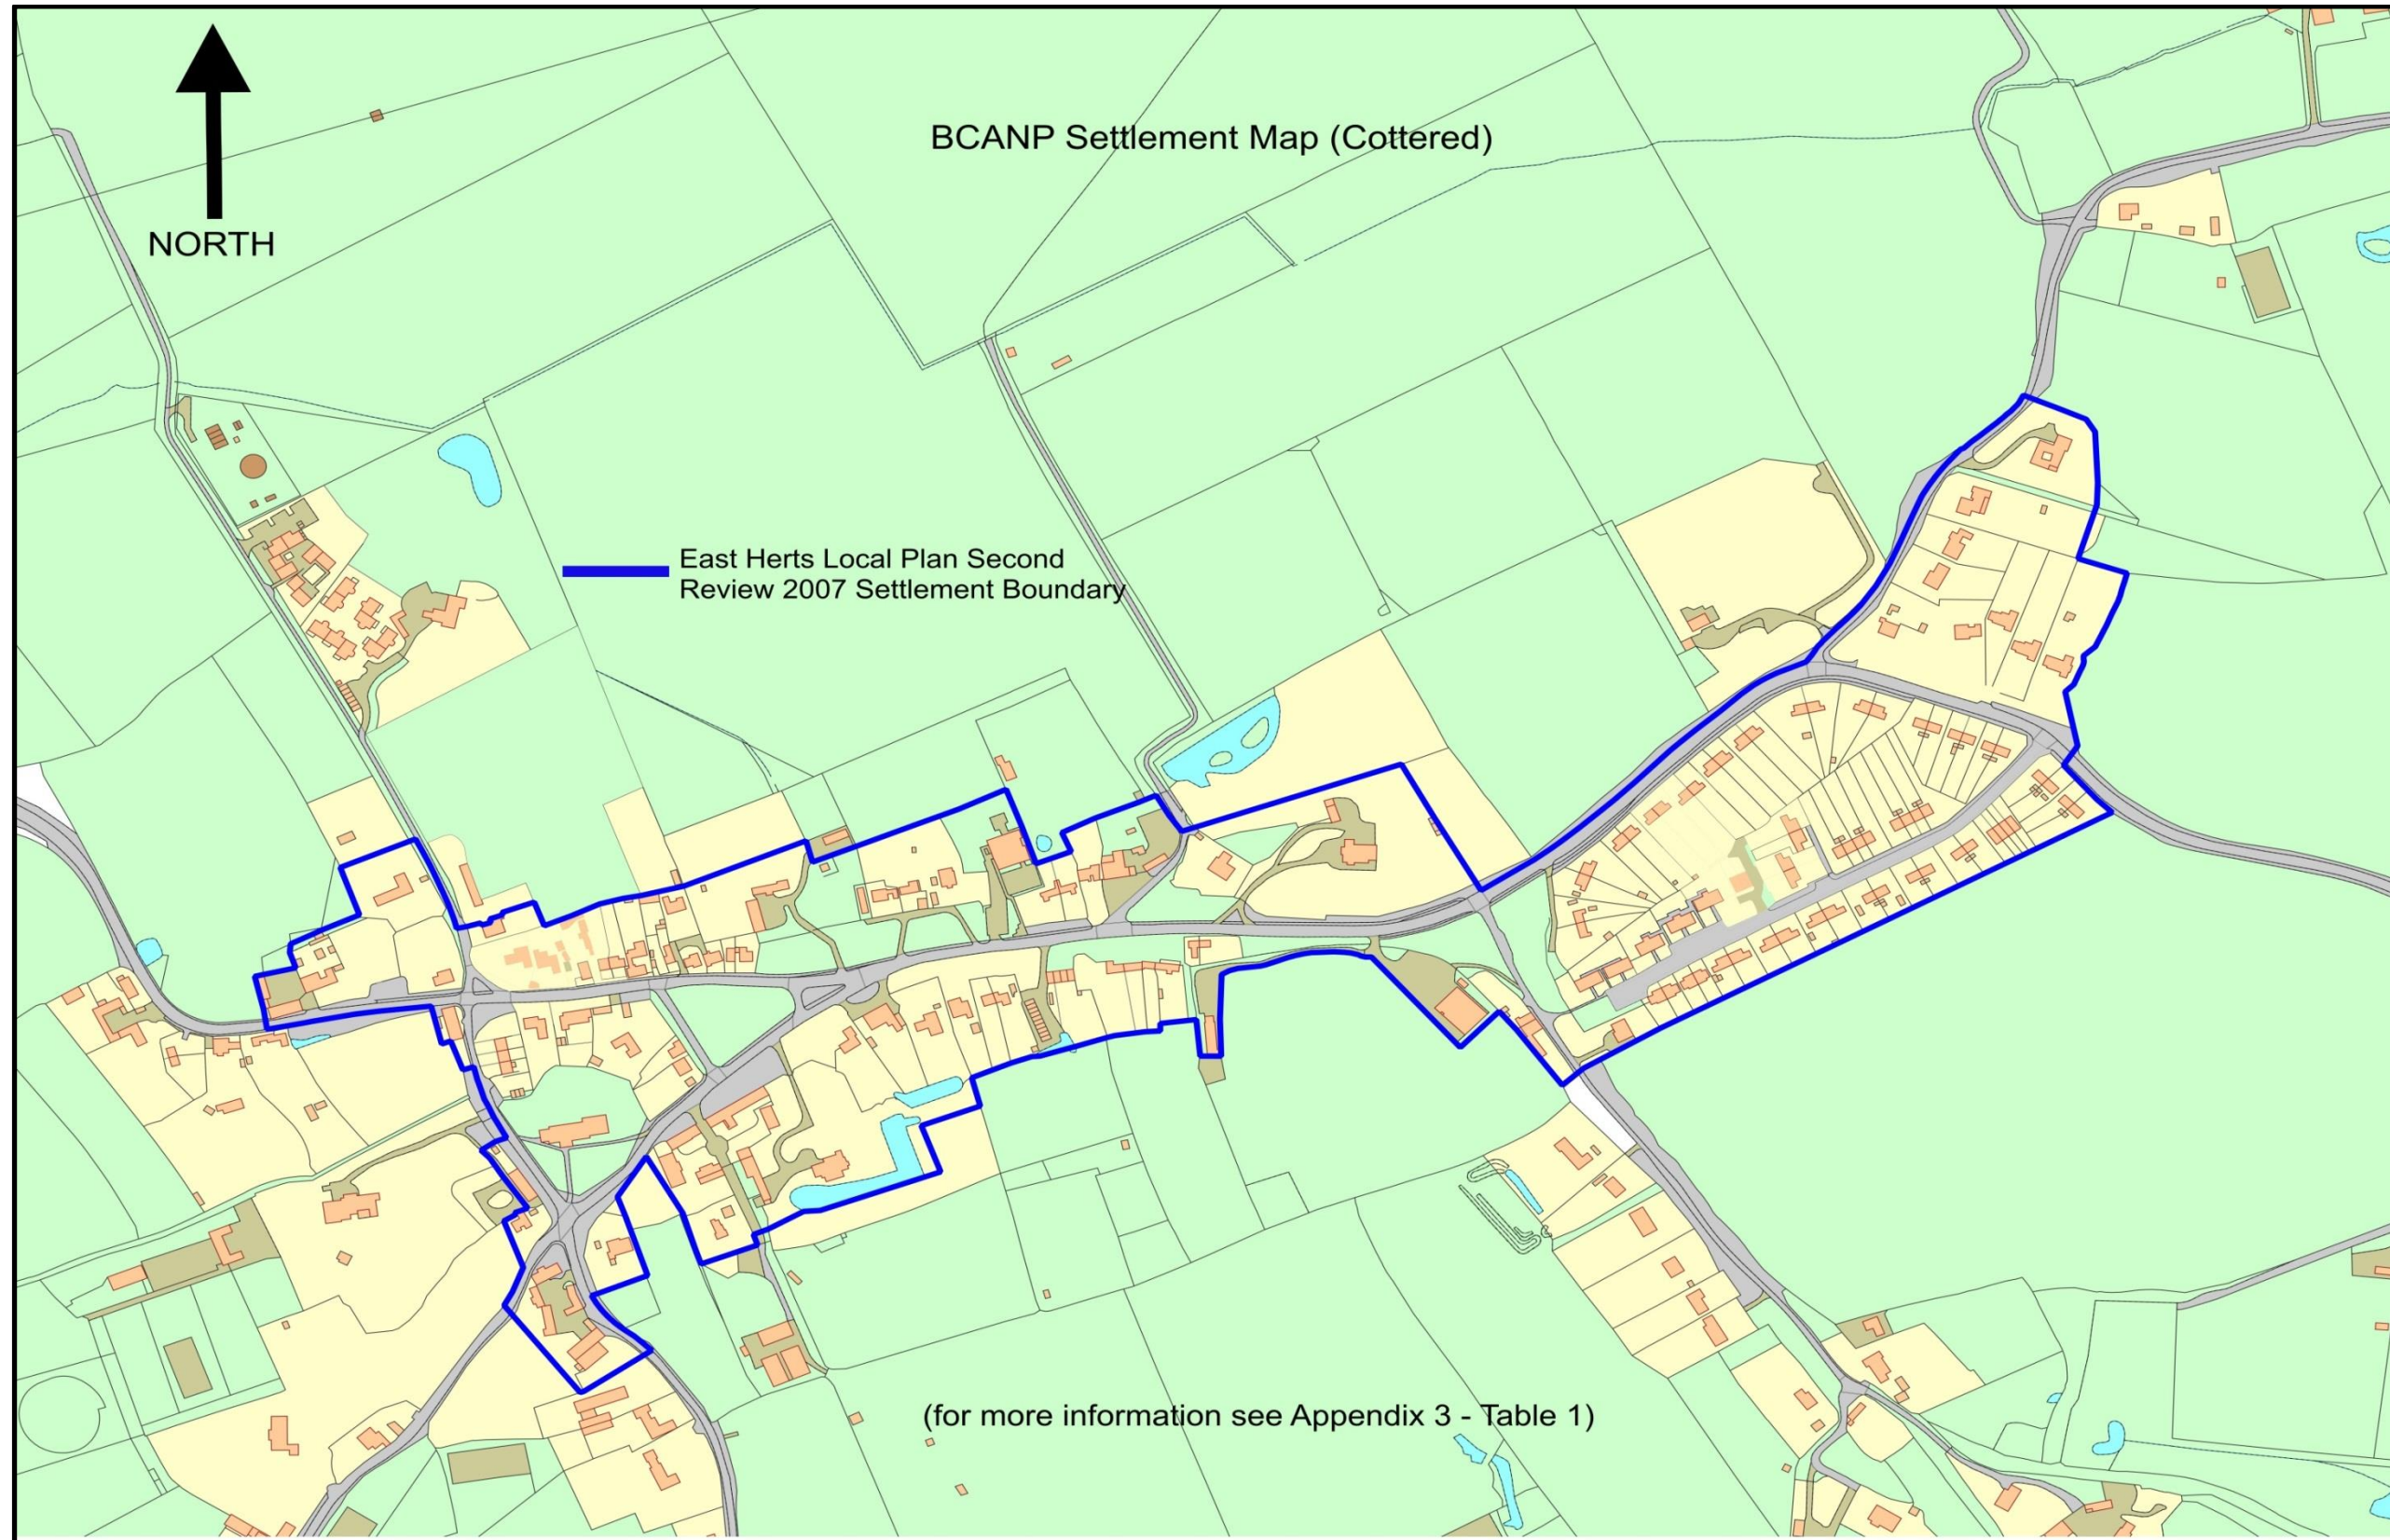 BCANP Settlement Map (Cottered)
NORTH
East Herts Local Plan Second
Review 2007 Settlement Boundary
(for more information see Appendix 3 - Table 1)